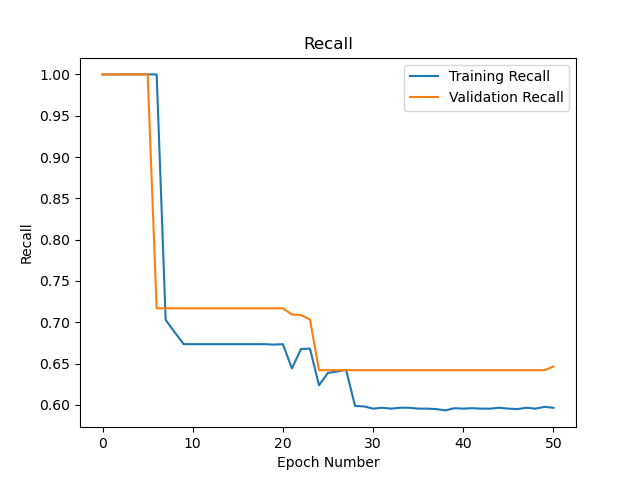 Recall
Training Recall
Validation Recall
1.00
0.95
0.90
0.85
0.80
0.75
0.70
0.65
0.60
Recall
0 10 20 30 40 50
Epoch Number